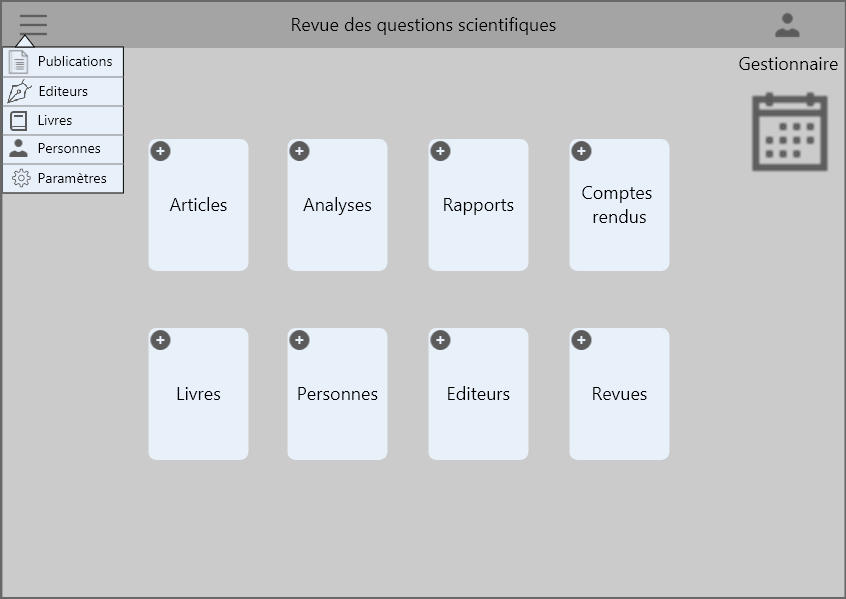 Revue des questions scientifiques
Publications
Editeurs
Livres
Personnes
Paramètres
Gestionnaire
Articles
Analyses
Rapports
Comptes
rendus
Livres
Personnes
Editeurs
Revues